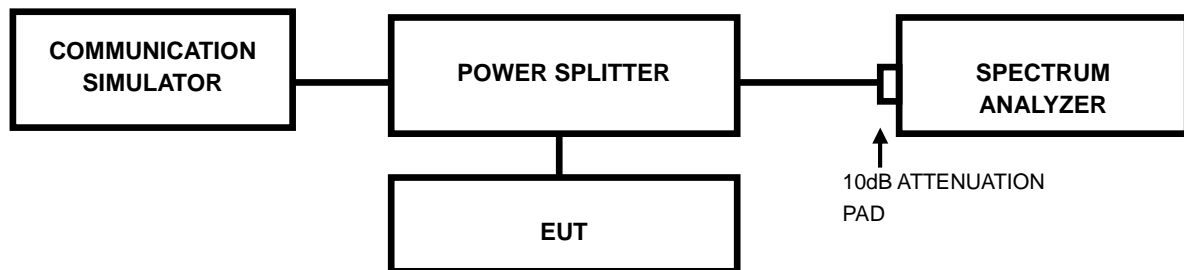 COMMUNICATION
SIMULATOR
POWER SPLITTER
SPECTRUM
ANALYZER
10dB ATTENUATION
PAD
EUT